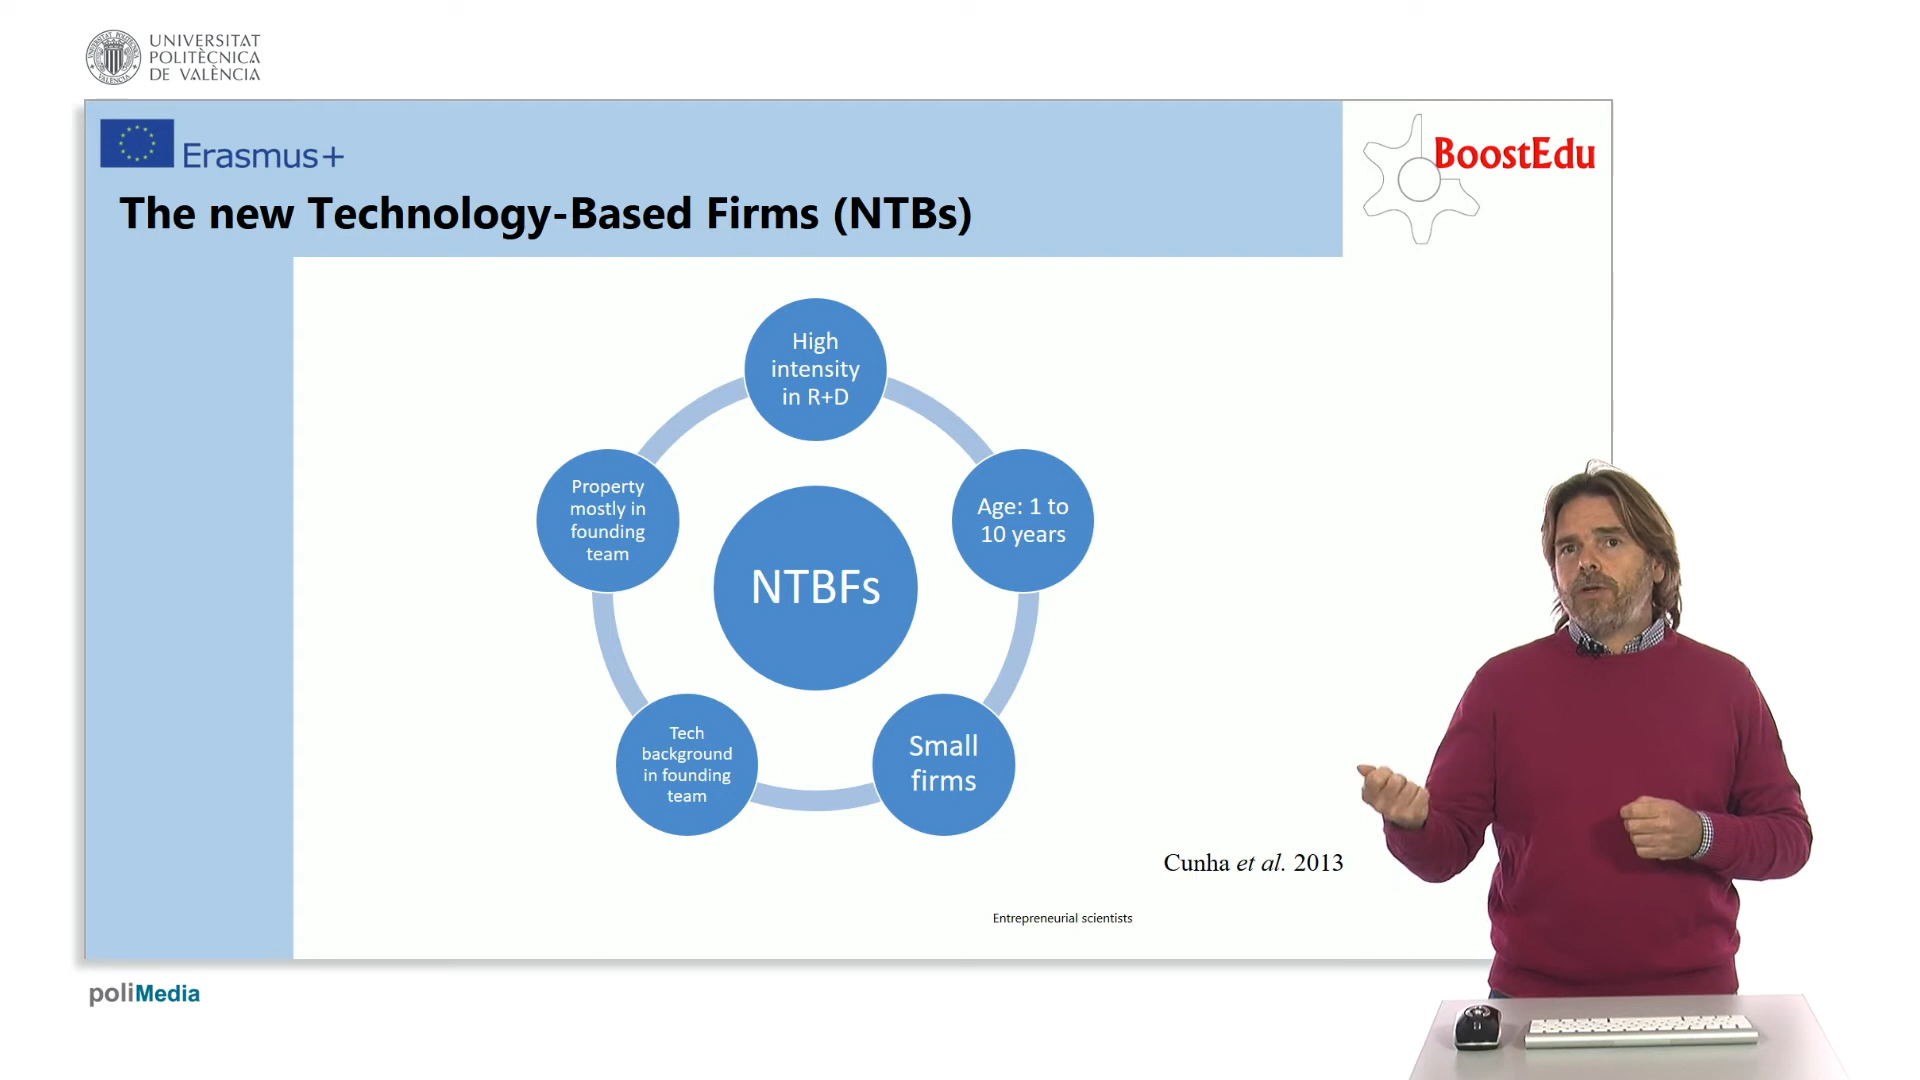 UNIVERSITAT
POLITÈCNICA
DE VALÈNCIA
Erasmus+
BoostEdu
The new Technology-Based Firms (NTBs)
High
intensity
in R+D
Property
mostly in
founding
team
Age: 1 to
10 years
NTBFs
Tech
background
in founding
team
Small
firms
Cunha et al. 2013
Entrepreneurial scientists
poliMedia